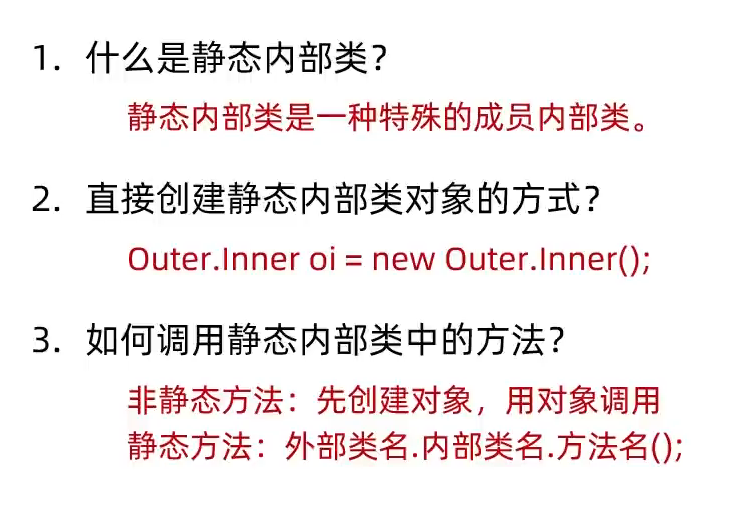 1. 什么是静态内部类？
静态内部类是一种特殊的成员内部类。
2. 直接创建静态内部类对象的方式？
Outer.Inner oi = new Outer.Inner();
3. 如何调用静态内部类中的方法？
非静态方法：先创建对象，用对象调用
静态方法：外部类名.内部类名.方法名();